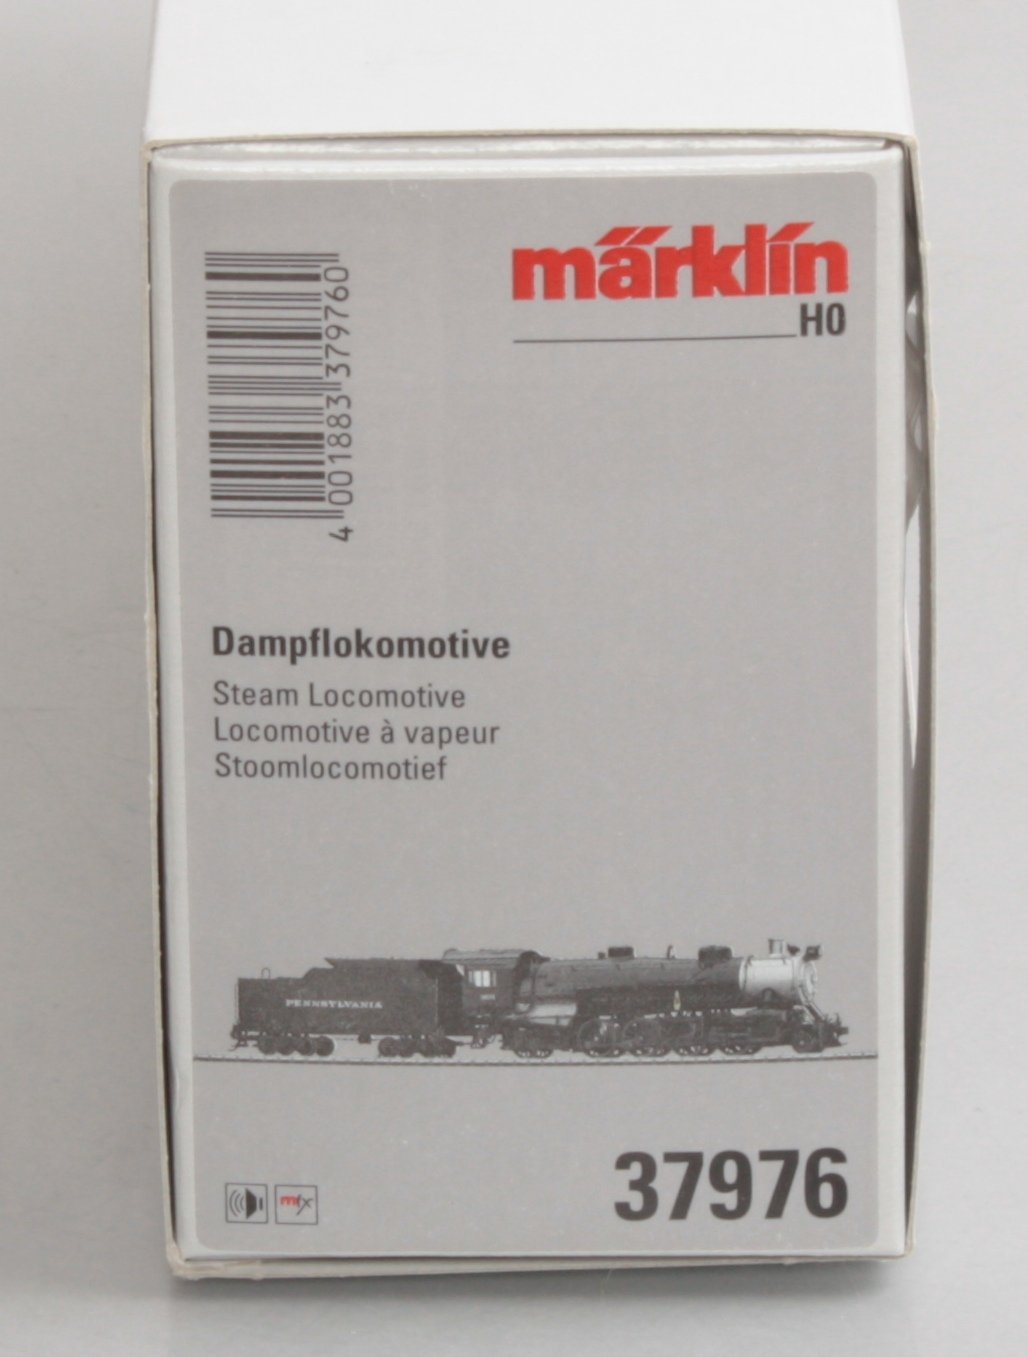 märklin
H0
4 001883 379760
Dampflokomotive
Steam Locomotive
Locomotive à vapeur
Stoomlocomotief
PENNSYLVANIA
mfx
37976